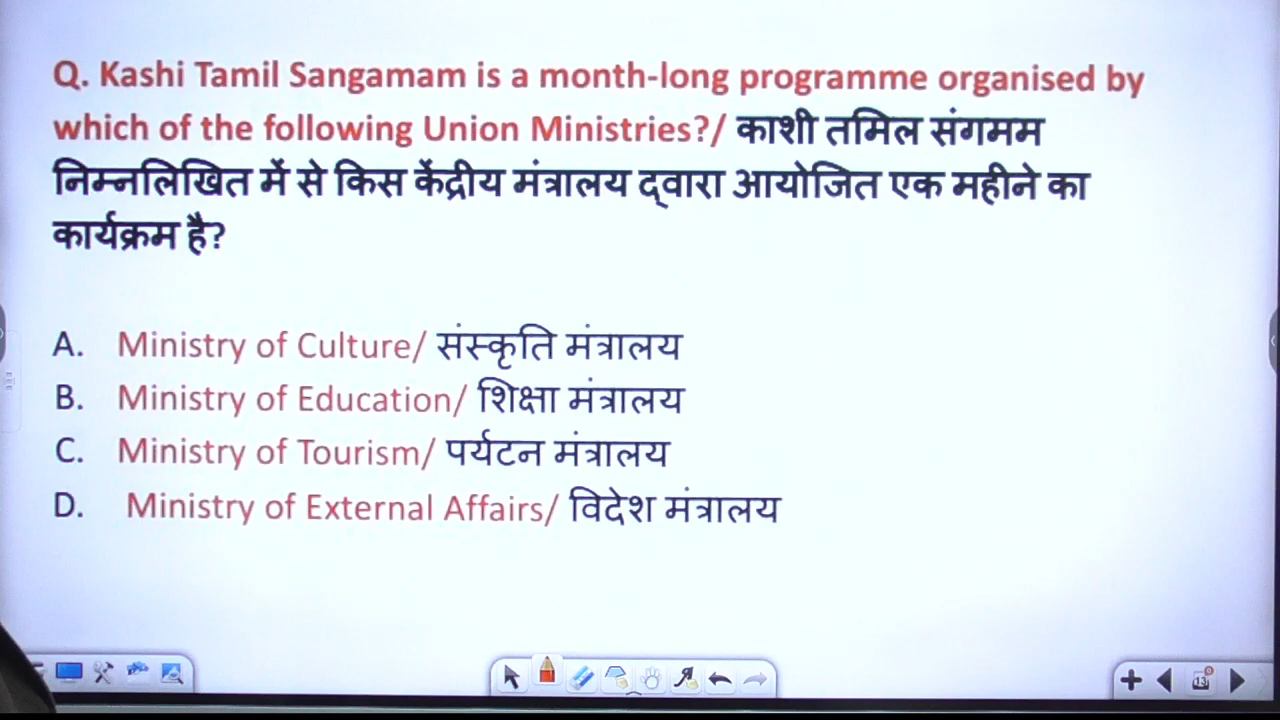 Q. Kashi Tamil Sangamam is a month-long programme organised by
which of the following Union Ministries?/ काशी तमिल संगमम
निम्नलिखित में से किस केंद्रीय मंत्रालय द्वारा आयोजित एक महीने का
कार्यक्रम है?
A. Ministry of Culture/ संस्कृति मंत्रालय
B. Ministry of Education/ शिक्षा मंत्रालय
C. Ministry of Tourism/ पर्यटन मंत्रालय
D. Ministry of External Affairs/ विदेश मंत्रालय
13